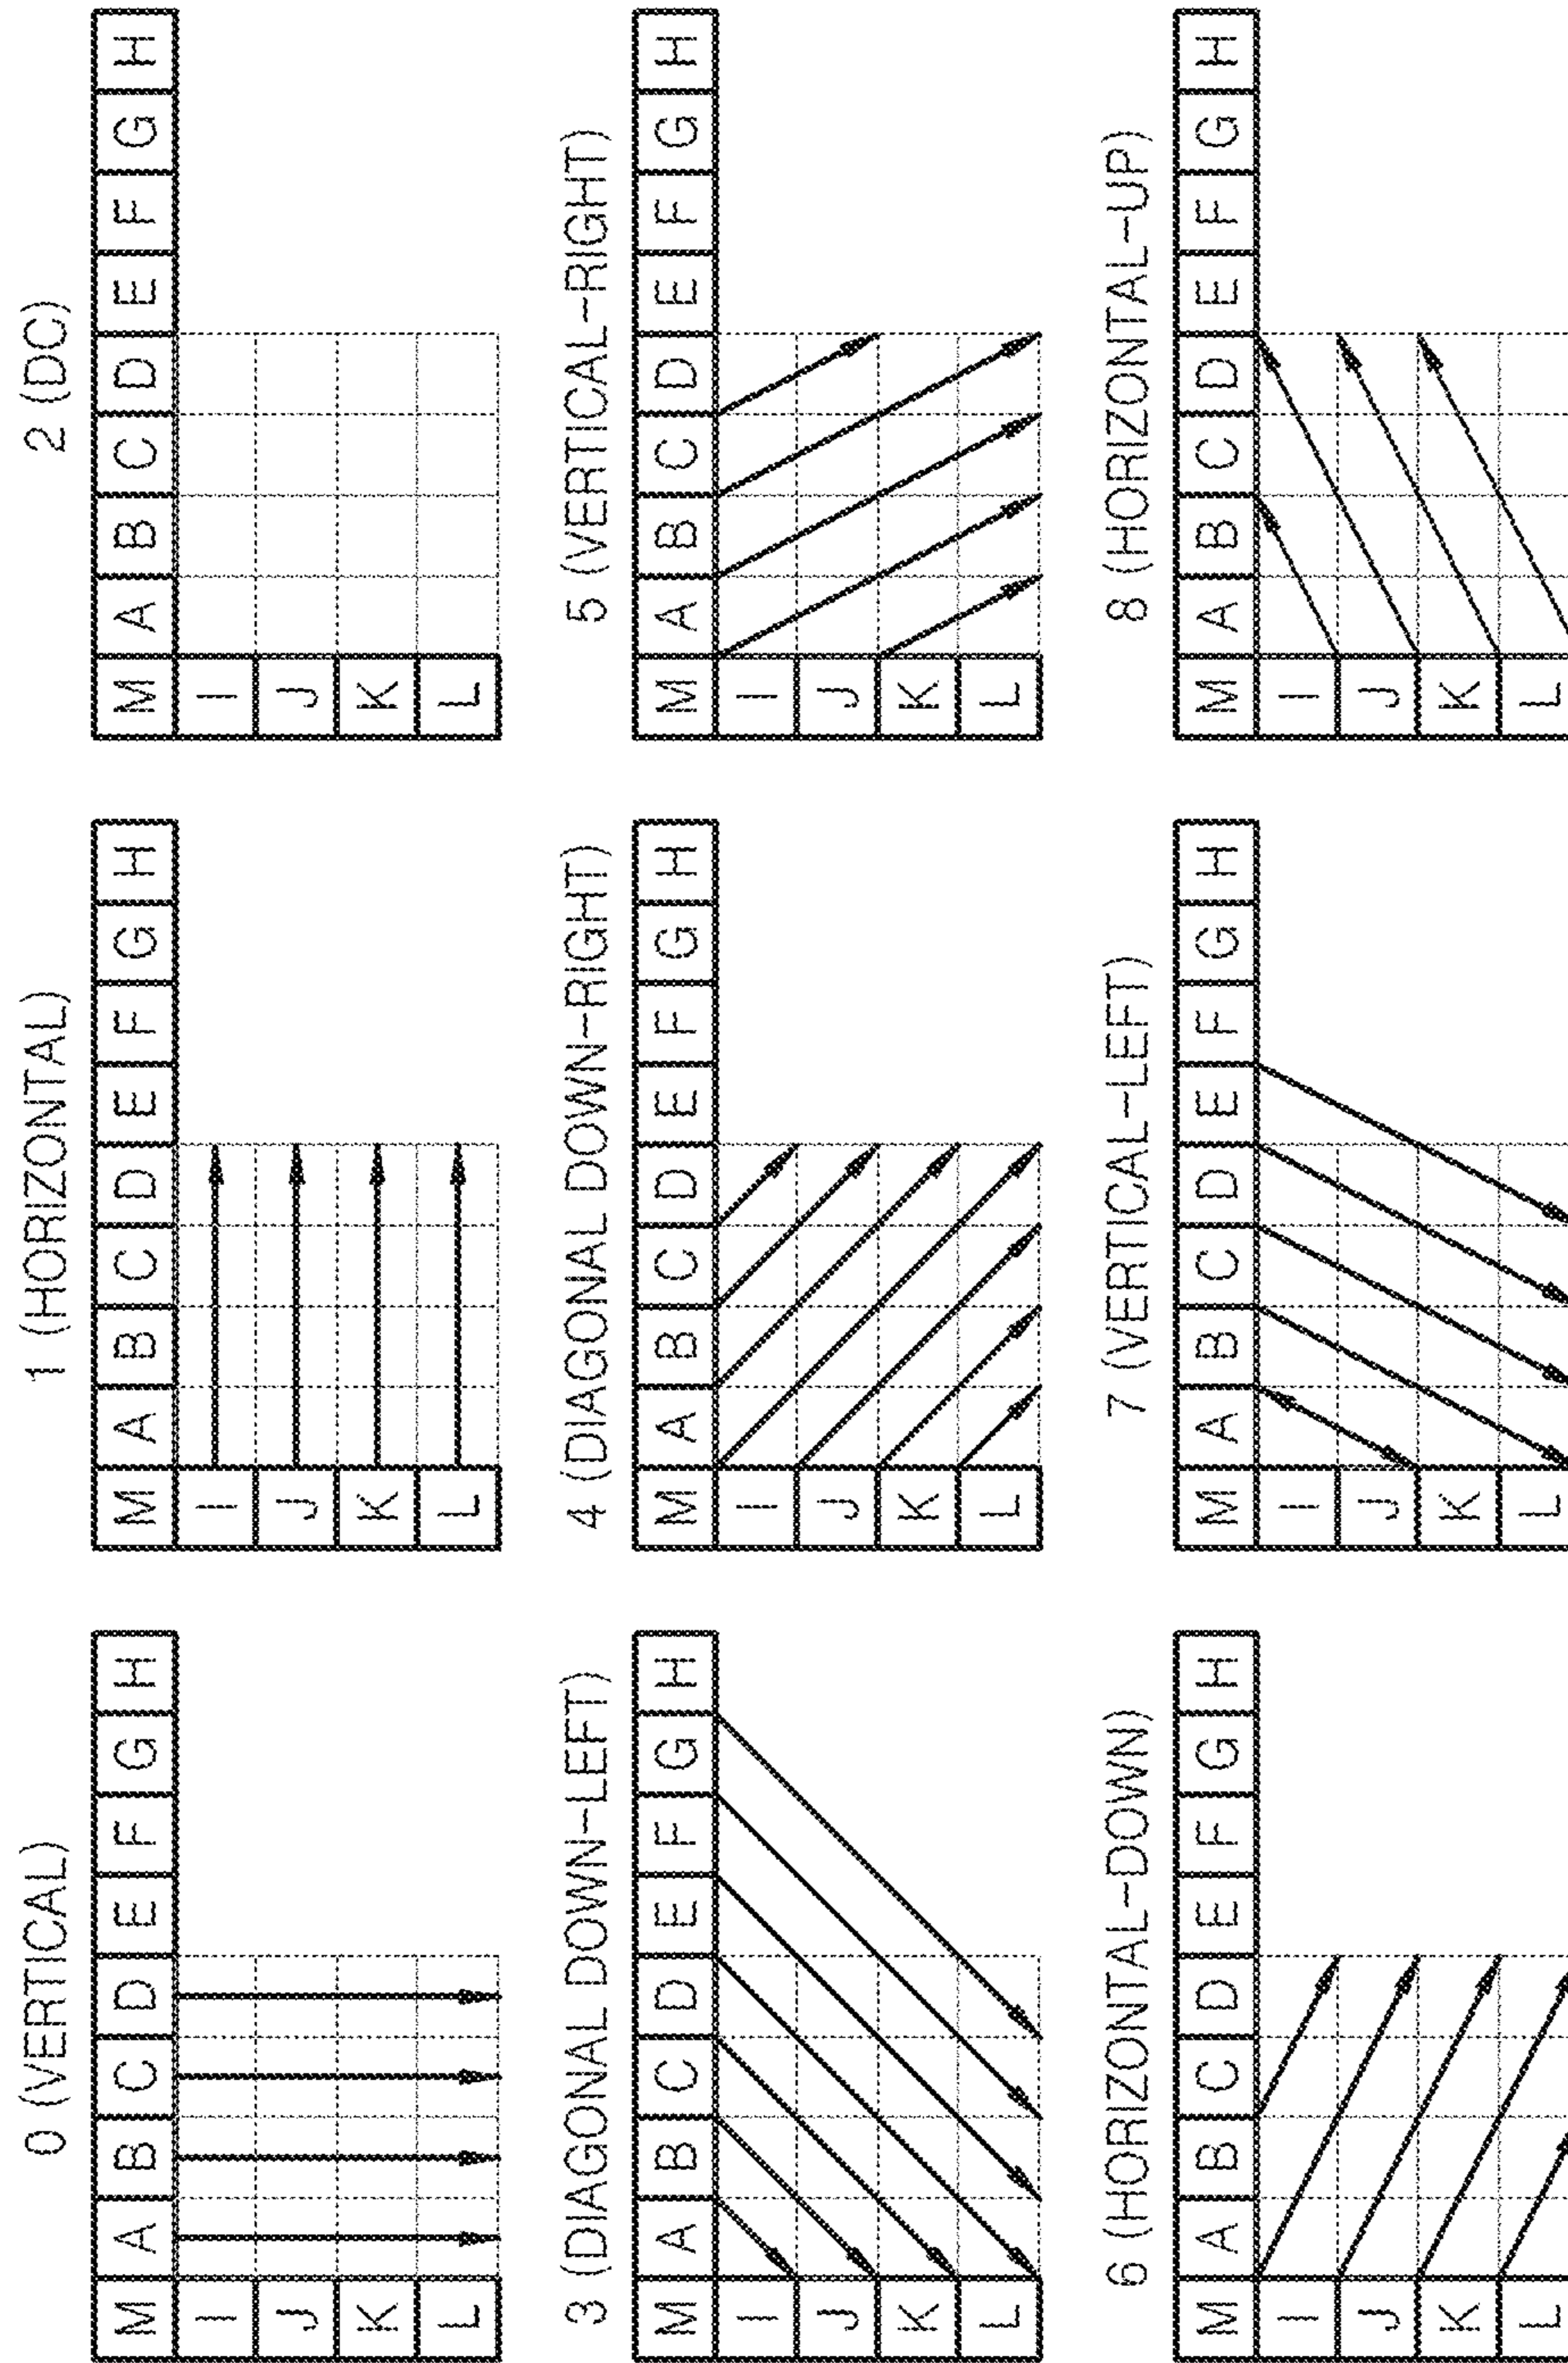 0 (VERTICAL)
M A B C D E F G H
I
J
K
L
1 (HORIZONTAL)
M A B C D E F G H
I
J
K
L
2 (DC)
M A B C D E F G H
I
J
K
L
3 (DIAGONAL DOWN-LEFT)
M A B C D E F G H
I
J
K
L
4 (DIAGONAL DOWN-RIGHT)
M A B C D E F G H
I
J
K
L
5 (VERTICAL-RIGHT)
M A B C D E F G H
I
J
K
L
6 (HORIZONTAL-DOWN)
M A B C D E F G H
I
J
K
L
7 (VERTICAL-LEFT)
M A B C D E F G H
I
J
K
L
8 (HORIZONTAL-UP)
M A B C D E F G H
I
J
K
L